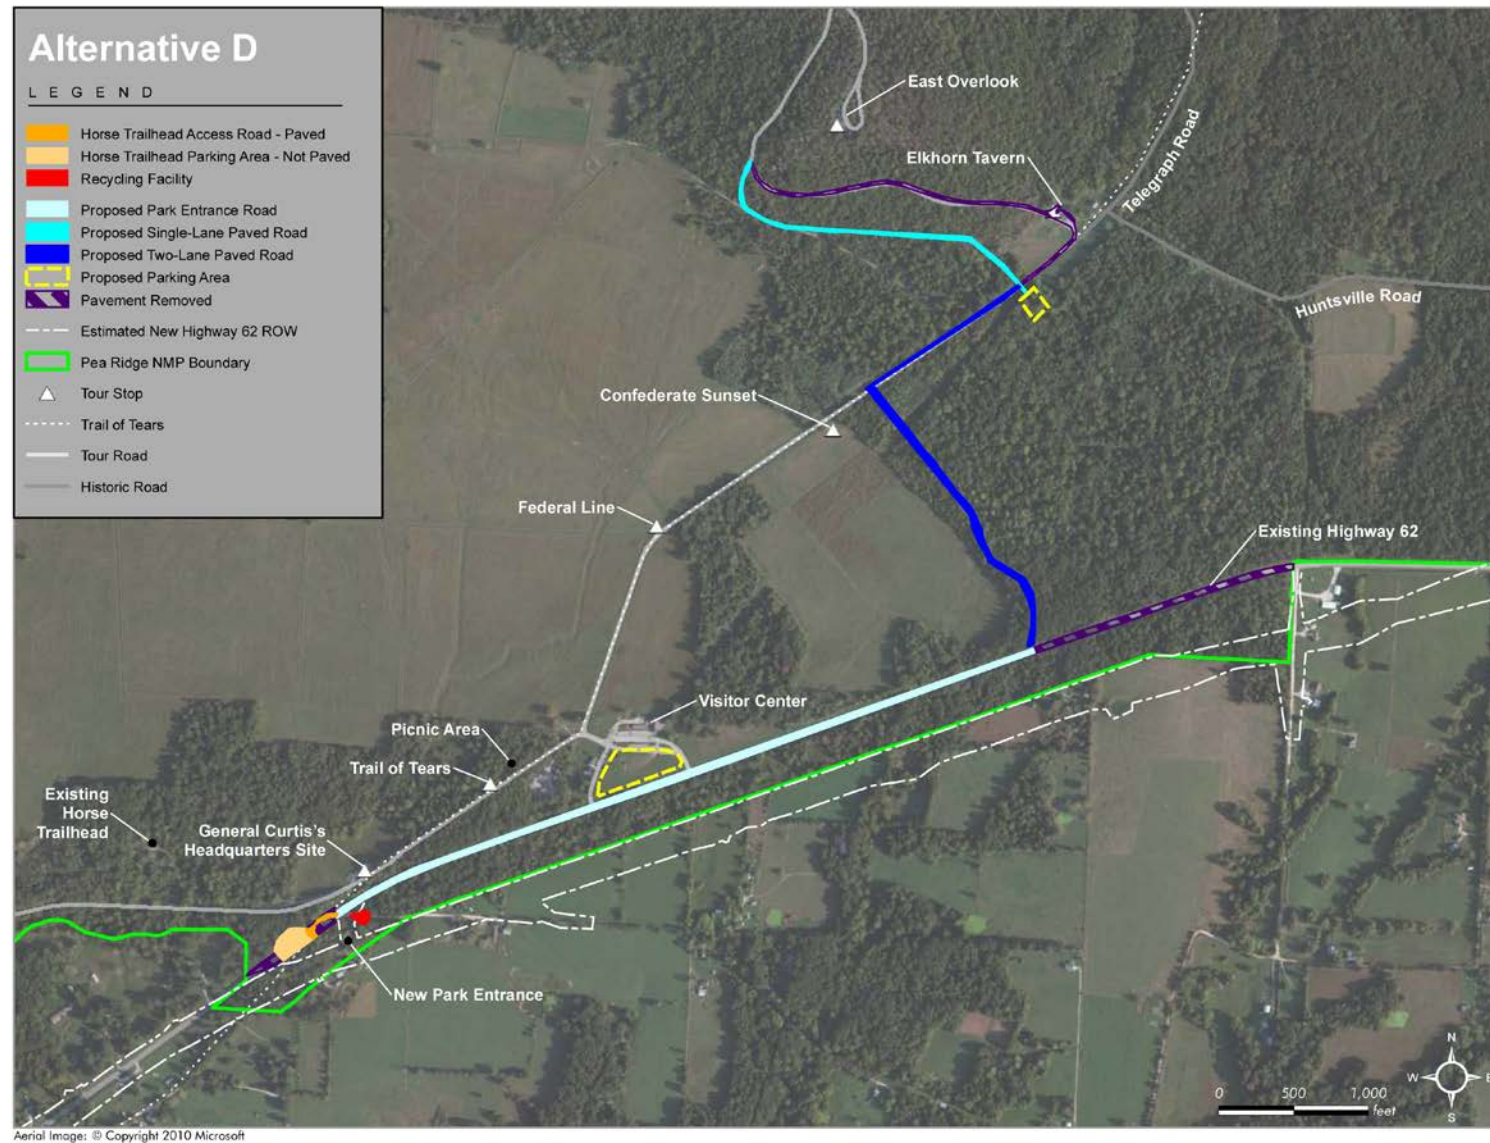 Alternative D
LEGEND
Horse Trailhead Access Road - Paved
Horse Trailhead Parking Area - Not Paved
Recycling Facility
Proposed Park Entrance Road
Proposed Single-Lane Paved Road
Proposed Two-Lane Paved Road
Proposed Parking Area
Pavement Removed
Estimated New Highway 62 ROW
Pea Ridge NMP Boundary
Tour Stop
Trail of Tears
Tour Road
Historic Road
East Overlook
Elkhorn Tavern
Telegraph Road
Huntsville Road
Confederate Sunset
Federal Line
Existing Highway 62
Visitor Center
Picnic Area
Trail of Tears
Existing
Horse
Trailhead
General Curtis's
Headquarters Site
New Park Entrance
N
W
E
S
0 500 1,000
feet
Aerial Image: © Copyright 2010 Microsoft